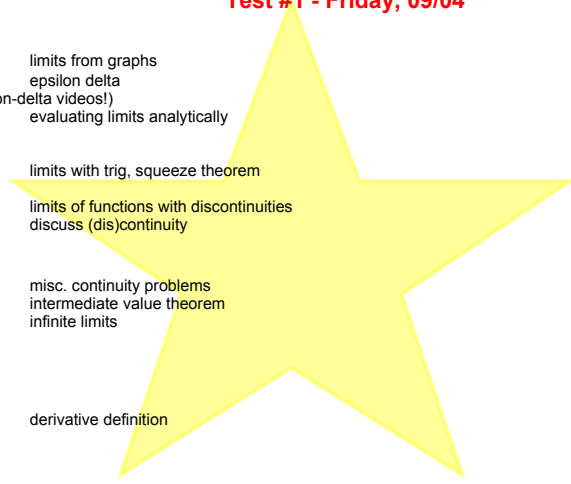 Test #1 - Friday, 09/04
limits from graphs
epsilon delta
on-delta videos!)
evaluating limits analytically
limits with trig, squeeze theorem
limits of functions with discontinuities
discuss (dis)continuity
misc. continuity problems
intermediate value theorem
infinite limits
derivative definition